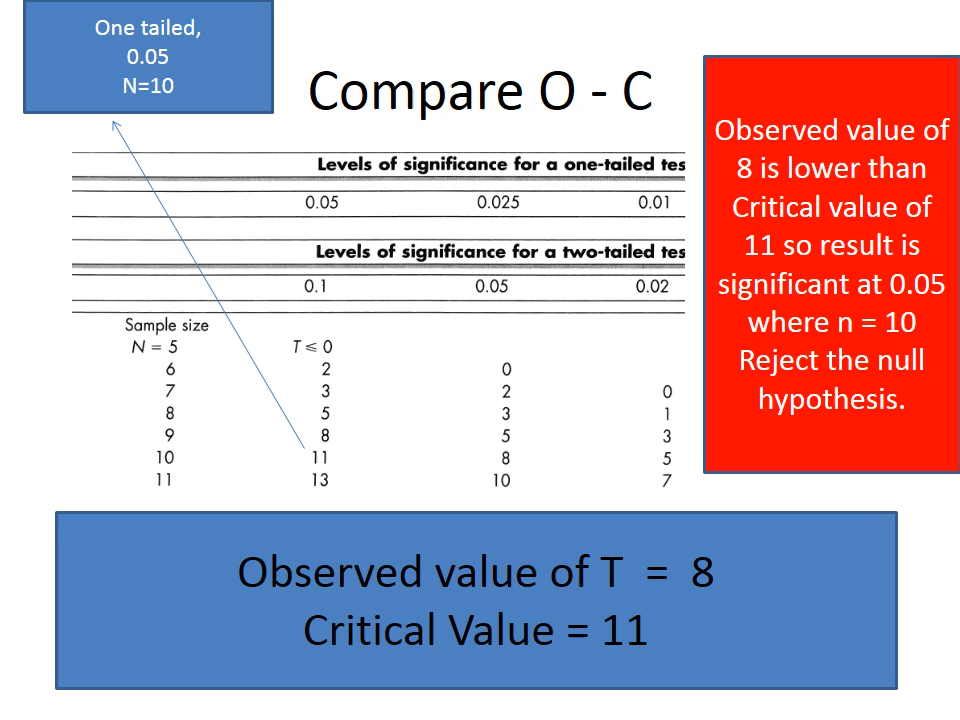 One tailed,
0.05
N=10
Compare O - C
Observed value of
8 is lower than
Critical value of
11 so result is
significant at 0.05
where n = 10
Reject the null
hypothesis.
Levels of significance for a one-tailed tes
0.05 0.025 0.01
Levels of significance for a two-tailed tes
0.1 0.05 0.02
Sample size
N = 5 T ≤ 0
6 2 0
7 3 2 0
8 5 3 1
9 8 5 3
10 11 8 5
11 13 10 7
Observed value of T = 8
Critical Value = 11